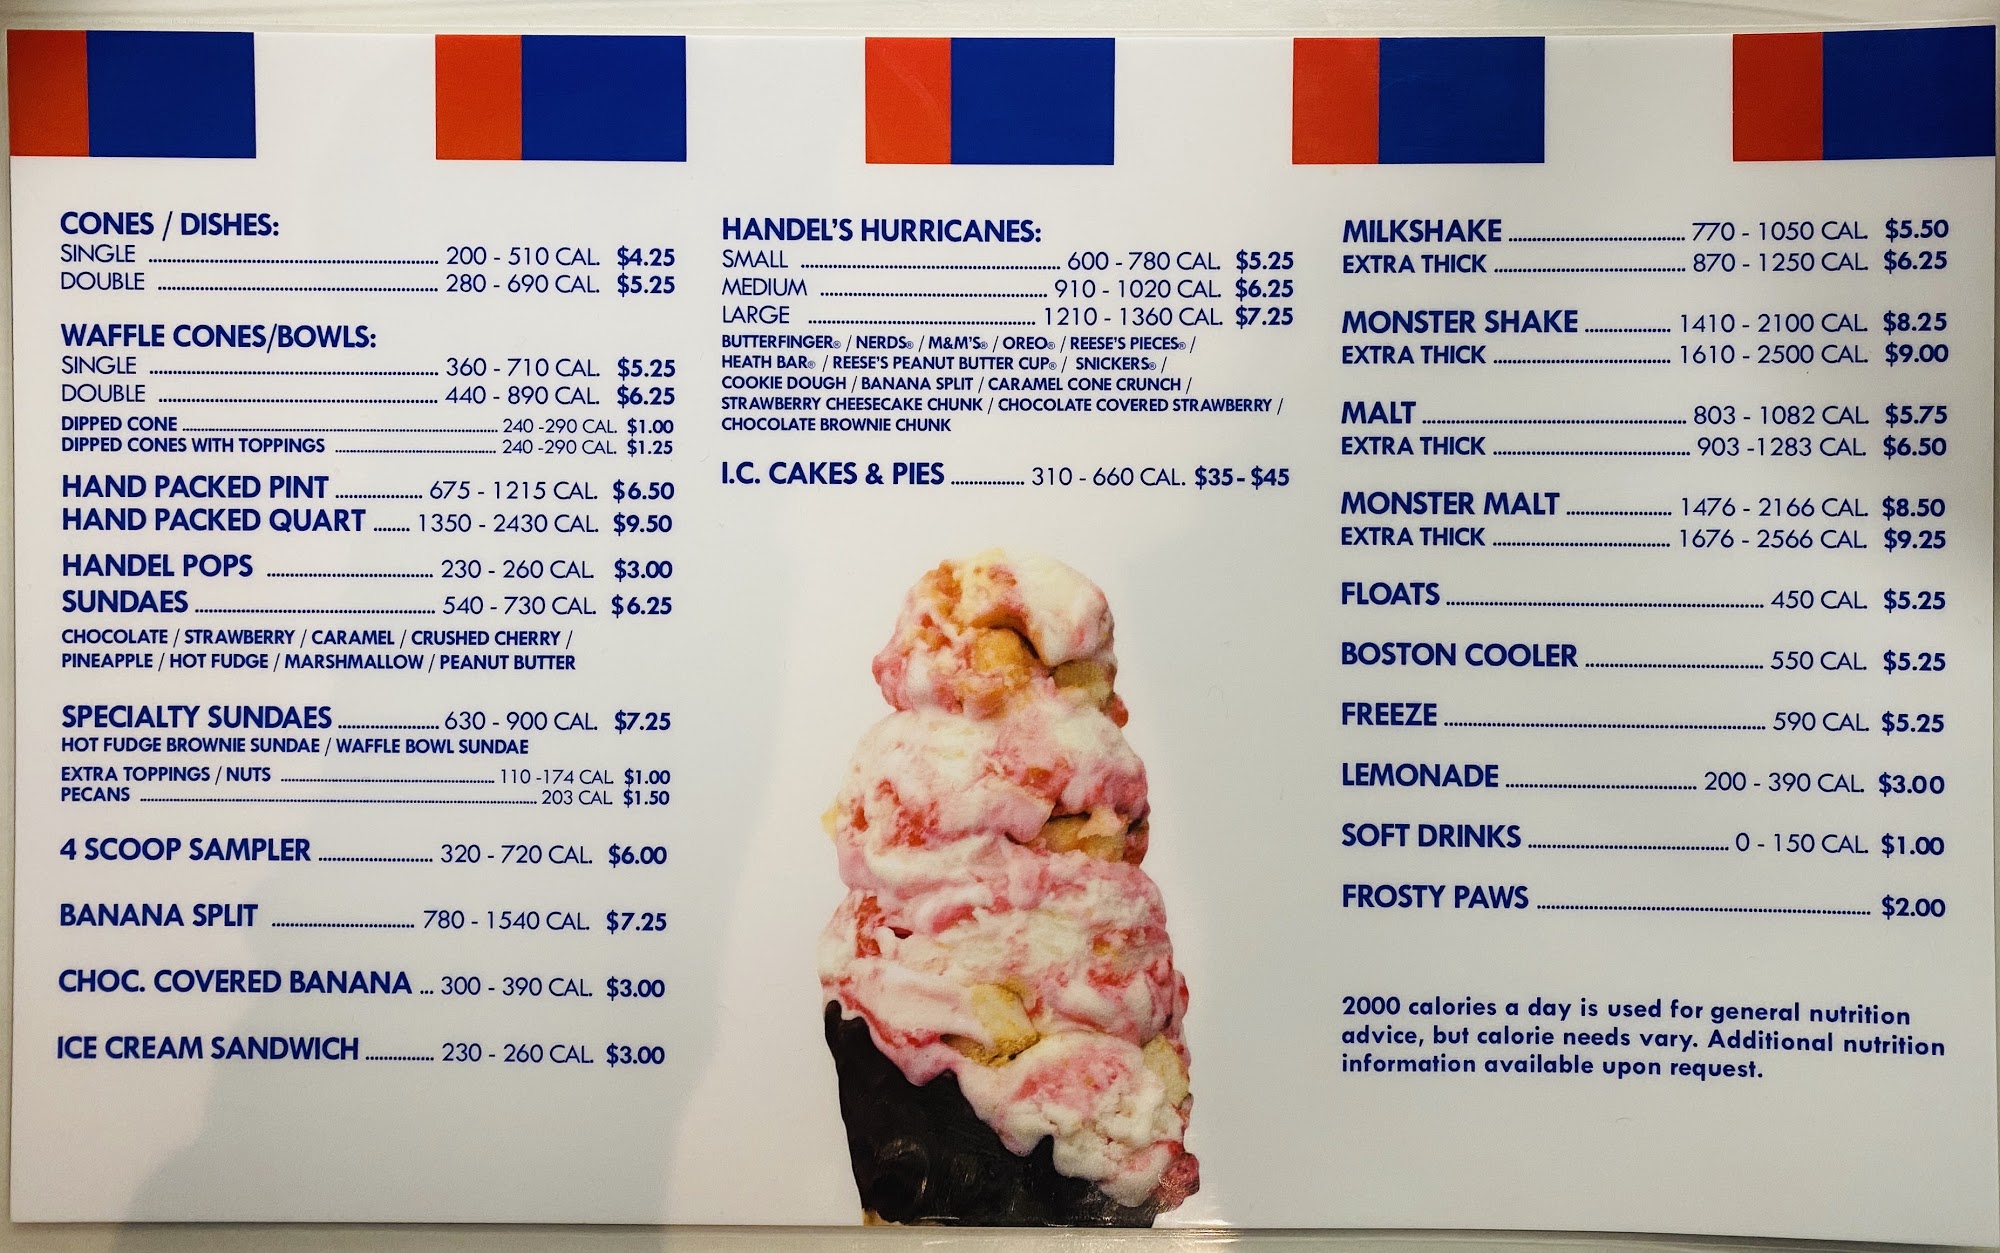 CONES / DISHES:
SINGLE 200 - 510 CAL. $4.25
DOUBLE 280 - 690 CAL. $5.25
WAFFLE CONES/BOWLS:
SINGLE 360 - 710 CAL. $5.25
DOUBLE 440 - 890 CAL. $6.25
DIPPED CONE 240 -290 CAL. $1.00
DIPPED CONES WITH TOPPINGS 240 -290 CAL. $1.25
HAND PACKED PINT 675 - 1215 CAL. $6.50
HAND PACKED QUART 1350 - 2430 CAL. $9.50
HANDEL POPS 230 - 260 CAL. $3.00
SUNDAES 540 - 730 CAL. $6.25
CHOCOLATE / STRAWBERRY / CARAMEL / CRUSHED CHERRY /
PINEAPPLE / HOT FUDGE / MARSHMALLOW / PEANUT BUTTER
SPECIALTY SUNDAES 630 - 900 CAL. $7.25
HOT FUDGE BROWNIE SUNDAE / WAFFLE BOWL SUNDAE
EXTRA TOPPINGS / NUTS 110 -174 CAL. $1.00
PECANS 203 CAL. $1.50
4 SCOOP SAMPLER 320 - 720 CAL. $6.00
BANANA SPLIT 780 - 1540 CAL. $7.25
CHOC. COVERED BANANA ... 300 - 390 CAL. $3.00
ICE CREAM SANDWICH 230 - 260 CAL. $3.00
HANDEL'S HURRICANES:
SMALL 600 - 780 CAL. $5.25
MEDIUM 910 - 1020 CAL. $6.25
LARGE 1210 - 1360 CAL. $7.25
BUTTERFINGER® / NERDS® / M&M'S® / OREO® / REESE'S PIECES® /
HEATH BAR® / REESE'S PEANUT BUTTER CUP® / SNICKERS® /
COOKIE DOUGH / BANANA SPLIT / CARAMEL CONE CRUNCH /
STRAWBERRY CHEESECAKE CHUNK / CHOCOLATE COVERED STRAWBERRY /
CHOCOLATE BROWNIE CHUNK
I.C. CAKES & PIES 310 - 660 CAL. $35- $45
MILKSHAKE 770 - 1050 CAL. $5.50
EXTRA THICK 870 - 1250 CAL. $6.25
MONSTER SHAKE 1410 - 2100 CAL. $8.25
EXTRA THICK 1610 - 2500 CAL. $9.00
MALT 803 - 1082 CAL. $5.75
EXTRA THICK 903 -1283 CAL. $6.50
MONSTER MALT 1476 - 2166 CAL. $8.50
EXTRA THICK 1676 - 2566 CAL. $9.25
FLOATS 450 CAL. $5.25
BOSTON COOLER 550 CAL. $5.25
FREEZE 590 CAL. $5.25
LEMONADE 200 - 390 CAL. $3.00
SOFT DRINKS 0 - 150 CAL. $1.00
FROSTY PAWS $2.00
2000 calories a day is used for general nutrition
advice, but calorie needs vary. Additional nutrition
information available upon request.